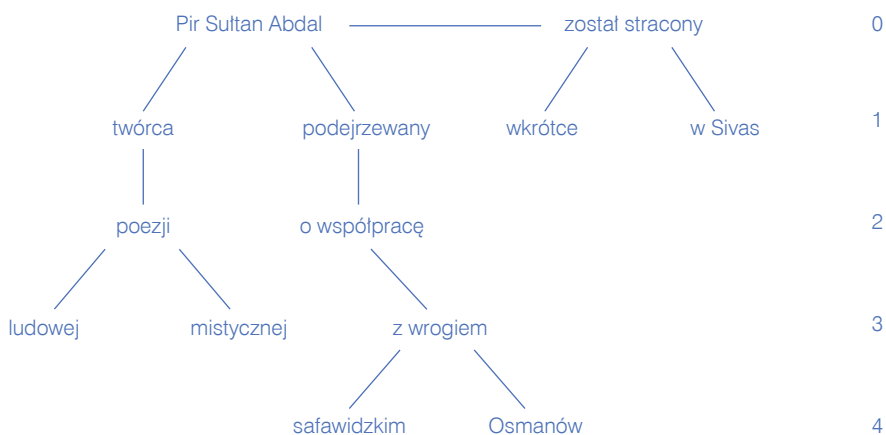 Pir Sułtan Abdal został stracony 0
twórca podejrzewany wkrótce w Sivas 1
poezji o współpracę 2
ludowej mistycznej z wrogiem 3
safawidzkim Osmanów 4